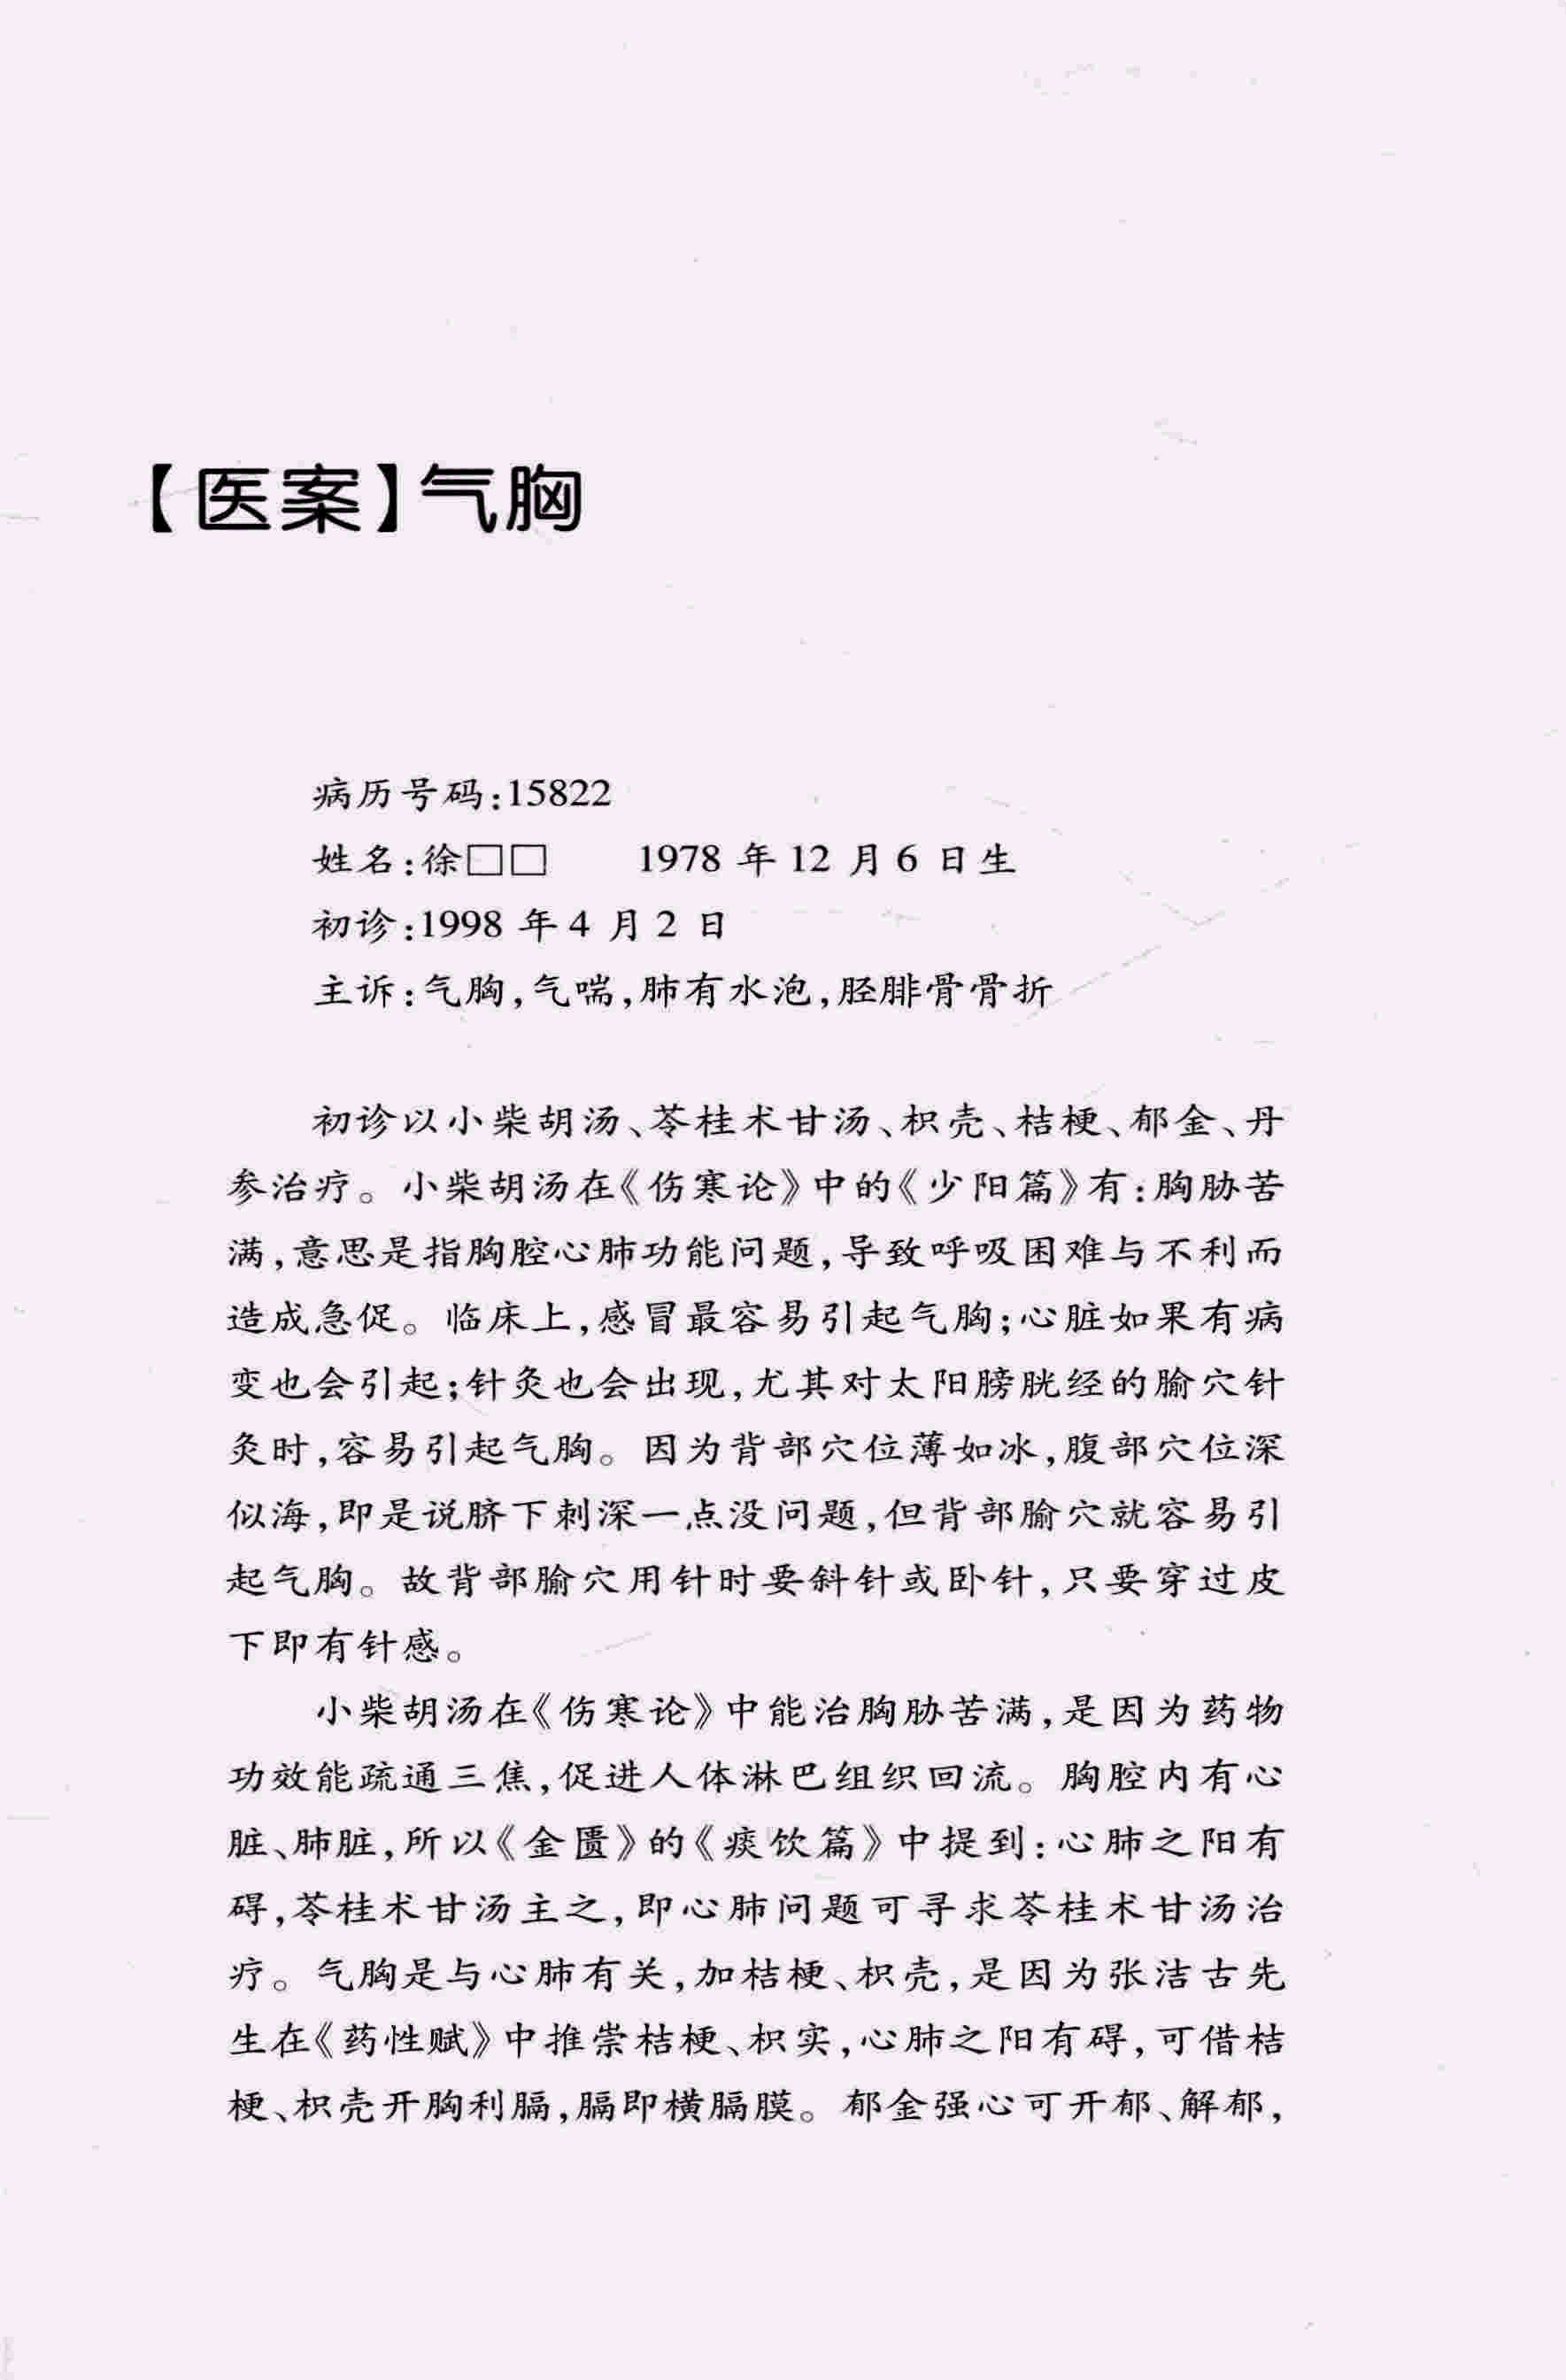 【医案】气胸
病历号码:15822
姓名:徐□□ 1978 年 12 月 6 日生
初诊:1998 年 4 月 2 日
主诉:气胸,气喘,肺有水泡,胫腓骨骨折
初诊以小柴胡汤、苓桂术甘汤、枳壳、桔梗、郁金、丹
参治疗。小柴胡汤在《伤寒论》中的《少阳篇》有:胸胁苦
满,意思是指胸腔心肺功能问题,导致呼吸困难与不利而
造成急促。临床上,感冒最容易引起气胸;心脏如果有病
变也会引起;针灸也会出现,尤其对太阳膀胱经的腧穴针
灸时,容易引起气胸。因为背部穴位薄如冰,腹部穴位深
似海,即是说脐下刺深一点没问题,但背部腧穴就容易引
起气胸。故背部腧穴用针时要斜针或卧针,只要穿过皮
下即有针感。
小柴胡汤在《伤寒论》中能治胸胁苦满,是因为药物
功效能疏通三焦,促进人体淋巴组织回流。胸腔内有心
脏、肺脏,所以《金匮》的《痰饮篇》中提到:心肺之阳有
碍,苓桂术甘汤主之,即心肺问题可寻求苓桂术甘汤治
疗。气胸是与心肺有关,加桔梗、枳壳,是因为张洁古先
生在《药性赋》中推崇桔梗、枳实,心肺之阳有碍,可借桔
梗、枳壳开胸利膈,膈即横膈膜。郁金强心可开郁、解郁,